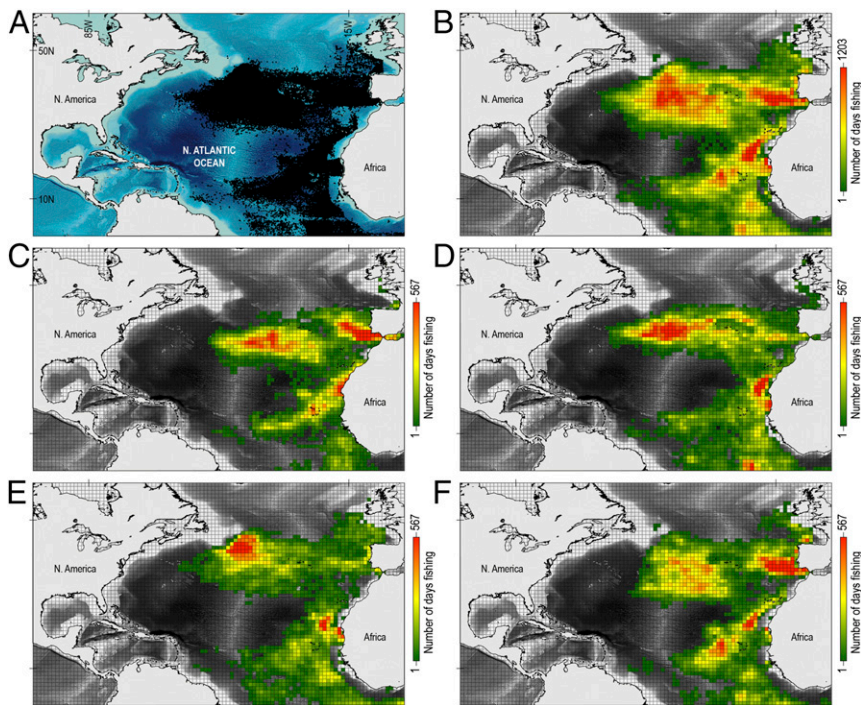 A
85W
15W
50N
N. America
N. ATLANTIC
OCEAN
Africa
10N
B
N. America
Africa
1203
Number of days fishing
1
C
N. America
Africa
567
Number of days fishing
1
D
N. America
Africa
567
Number of days fishing
1
E
N. America
Africa
567
Number of days fishing
1
F
N. America
Africa
567
Number of days fishing
1